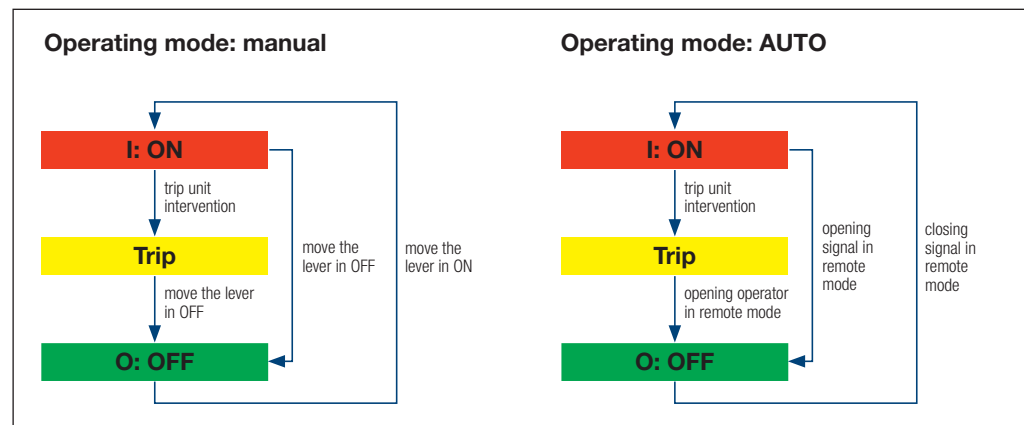 Operating mode: manual
I: ON
trip unit
intervention
Trip
move the
lever in OFF
move the
lever in ON
move the lever
in OFF
O: OFF
Operating mode: AUTO
I: ON
trip unit
intervention
Trip
opening
signal in
remote
mode
closing
signal in
remote
mode
opening operator
in remote mode
O: OFF